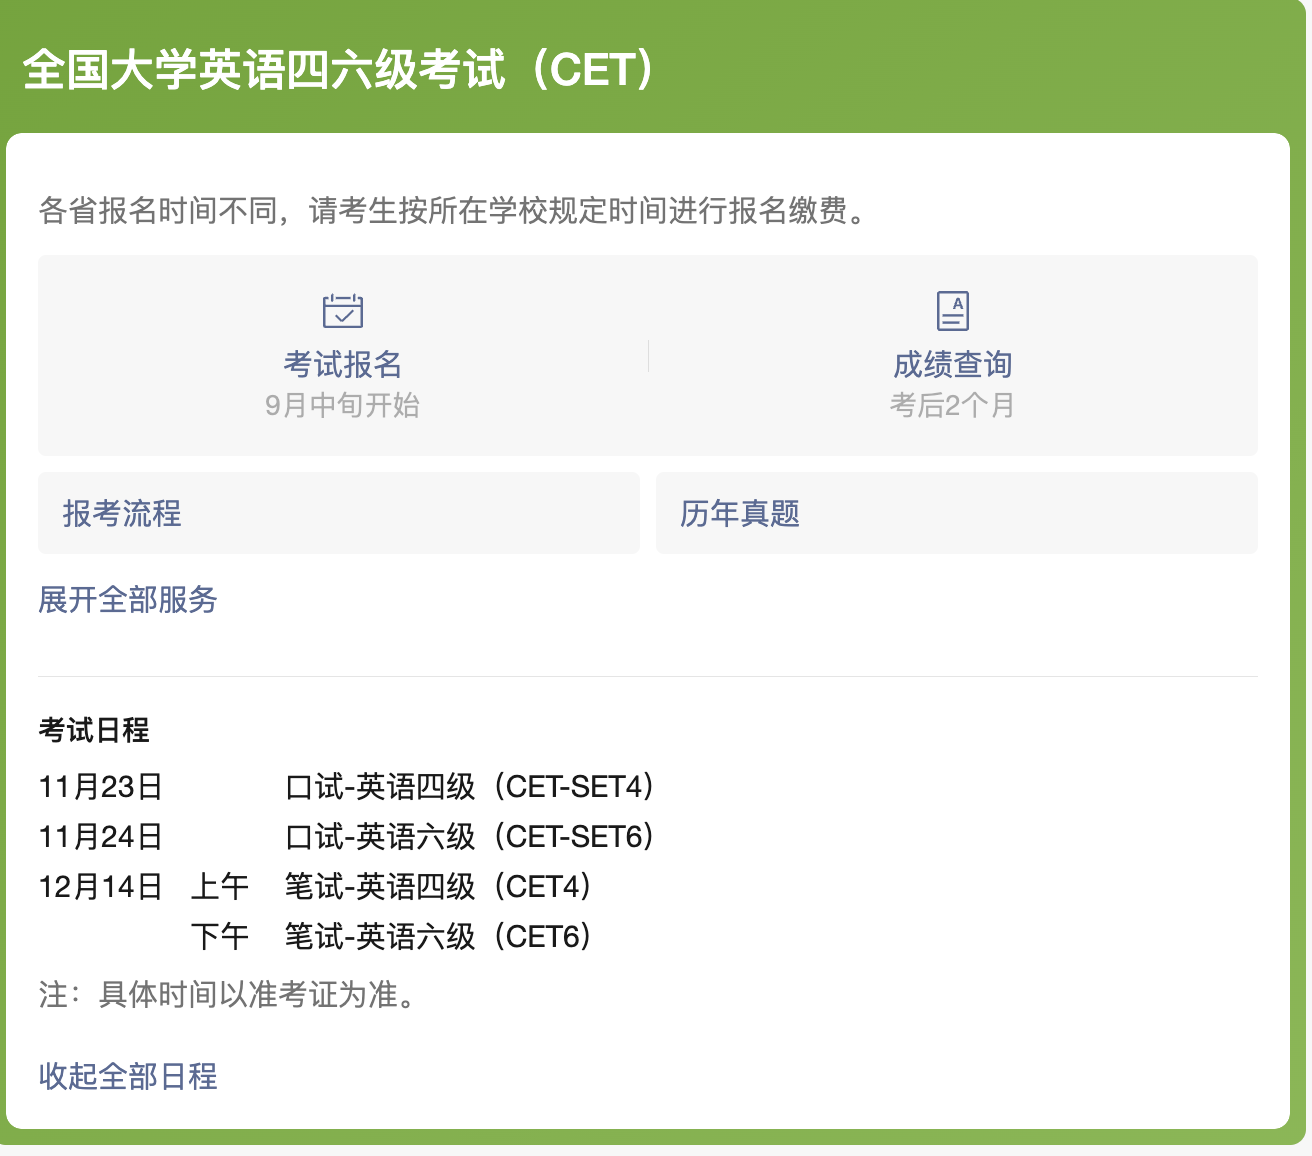 全国大学英语四六级考试（CET）
各省报名时间不同，请考生按所在学校规定时间进行报名缴费。
考试报名
9月中旬开始
A
成绩查询
考后2个月
报考流程
历年真题
展开全部服务
考试日程
11月23日 口试-英语四级（CET-SET4）
11月24日 口试-英语六级（CET-SET6）
12月14日 上午 笔试-英语四级（CET4）
下午 笔试-英语六级（CET6）
注：具体时间以准考证为准。
收起全部日程